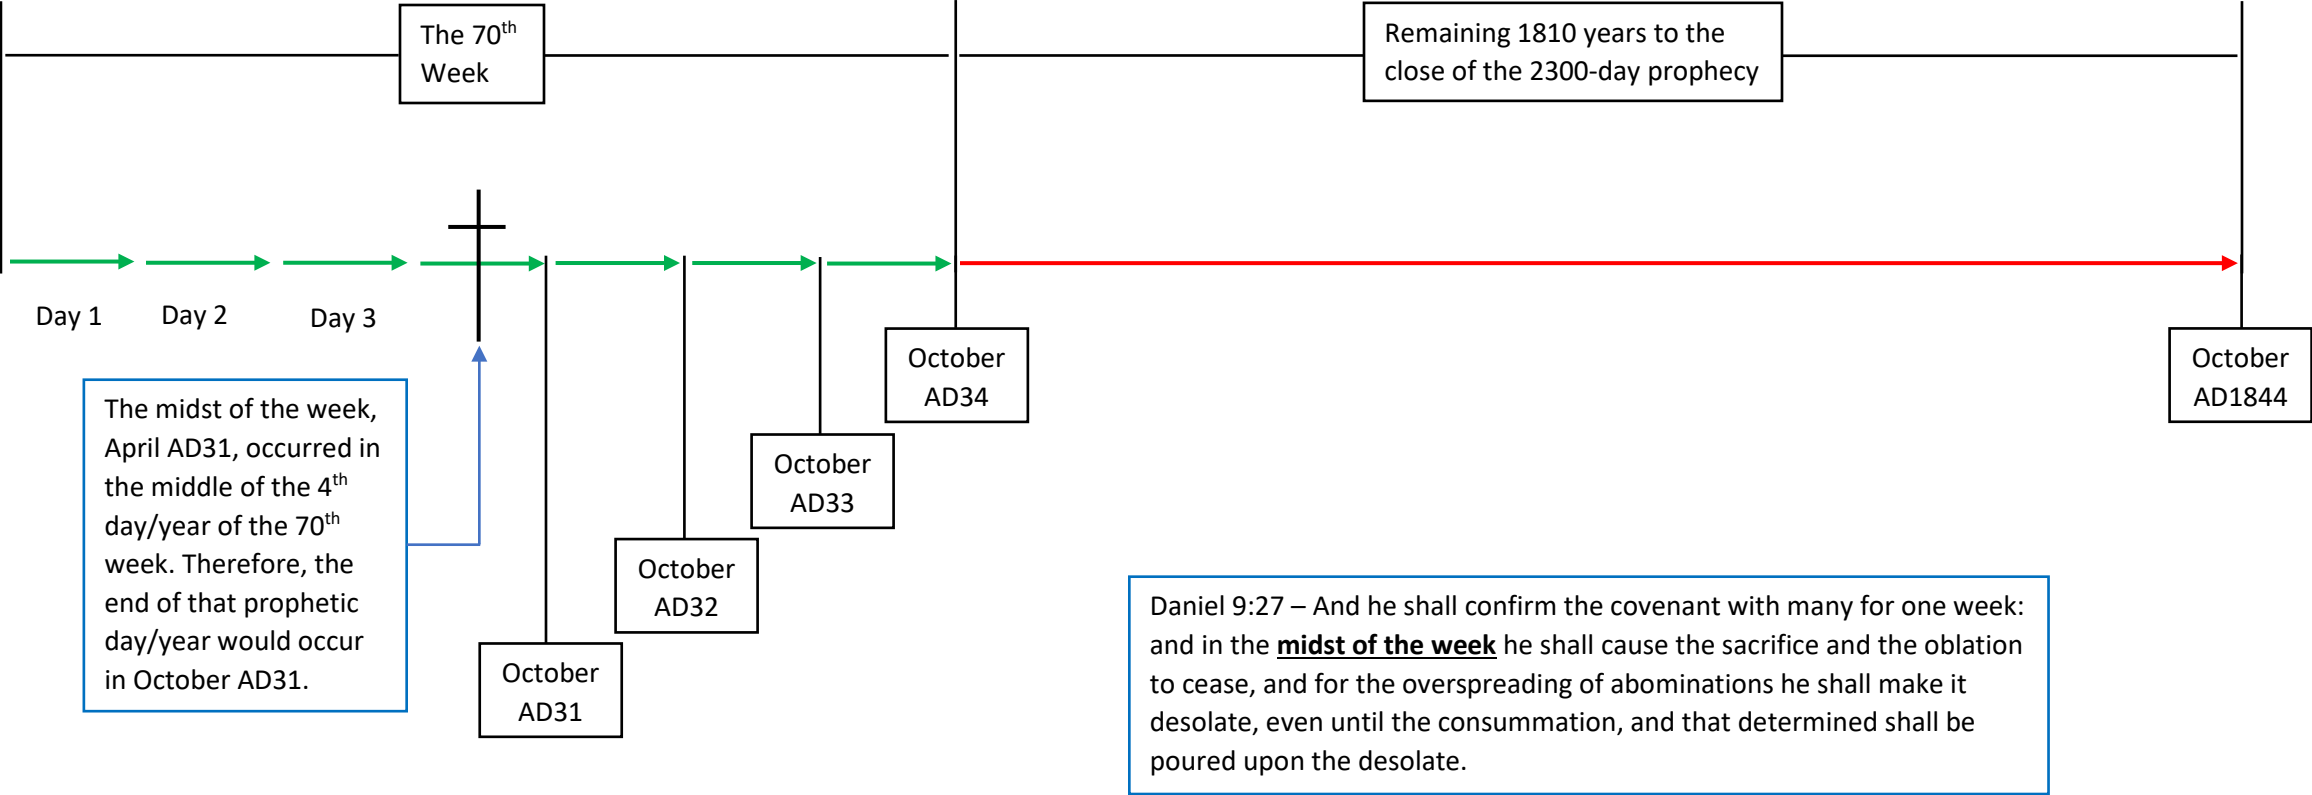 The 70th
Week
Remaining 1810 years to the
close of the 2300-day prophecy
Day 1
Day 2
Day 3
The midst of the week,
April AD31, occurred in
the middle of the 4th
day/year of the 70th
week. Therefore, the
end of that prophetic
day/year would occur
in October AD31.
October
AD31
October
AD32
October
AD33
October
AD34
October
AD1844
Daniel 9:27 – And he shall confirm the covenant with many for one week:
and in the midst of the week he shall cause the sacrifice and the oblation
to cease, and for the overspreading of abominations he shall make it
desolate, even until the consummation, and that determined shall be
poured upon the desolate.